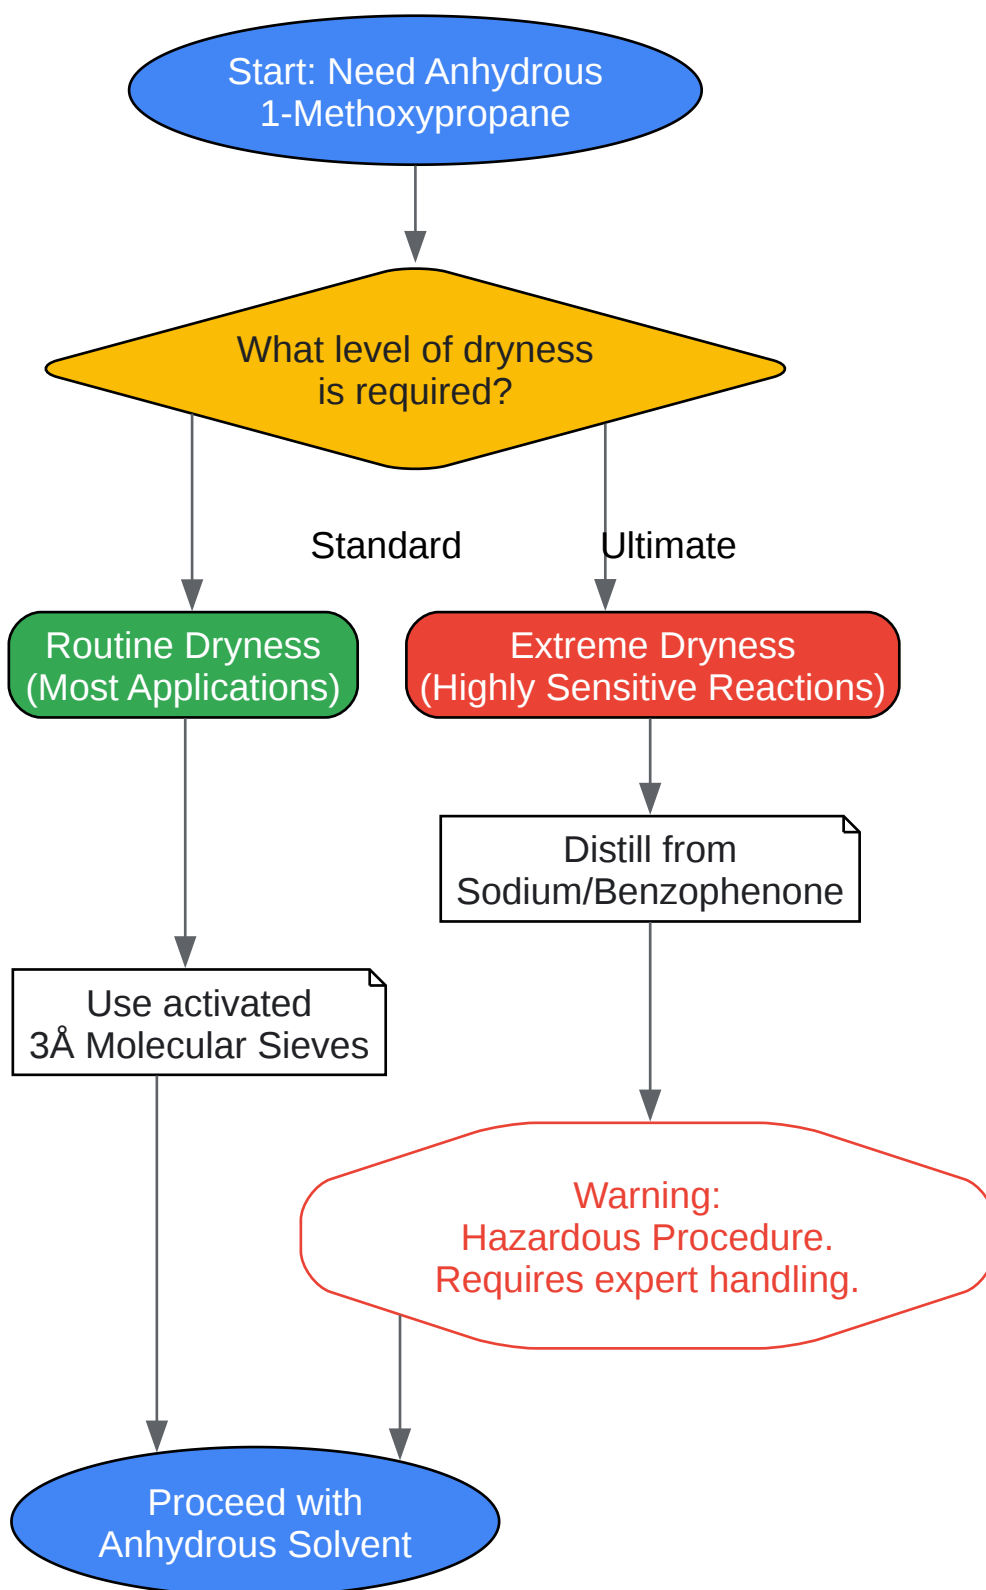 Start: Need Anhydrous
1-Methoxypropane
What level of dryness
is required?
Standard
Ultimate
Routine Dryness
(Most Applications)
Extreme Dryness
(Highly Sensitive Reactions)
Distill from
Sodium/Benzophenone
Use activated
3Å Molecular Sieves
Warning:
Hazardous Procedure.
Requires expert handling.
Proceed with
Anhydrous Solvent